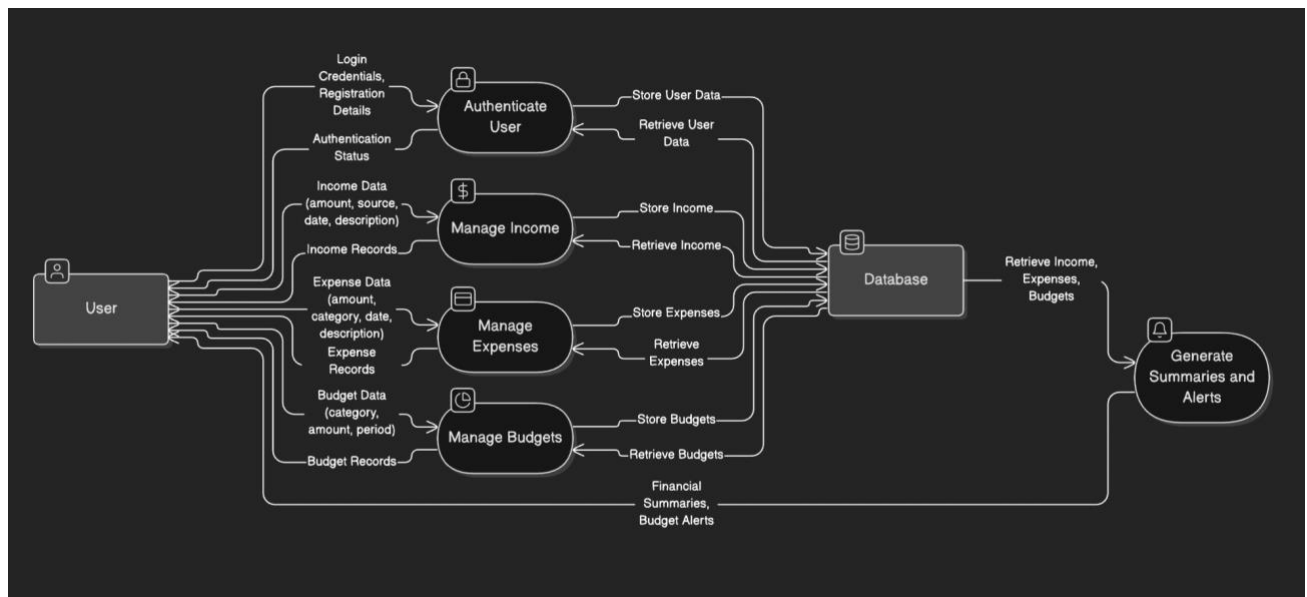 Login
Credentials,
Registration
Details
Authenticate
User
Store User Data
Retrieve User
Data
Authentication
Status
Income Data
(amount, source,
date, description)
Manage Income
Store Income
Retrieve Income
Income Records
User
Expense Data
(amount,
category, date,
description)
Manage
Expenses
Store Expenses
Retrieve
Expenses
Expense
Records
Budget Data
(category,
amount, period)
Manage Budgets
Store Budgets
Retrieve Budgets
Budget Records
Database
Retrieve Income,
Expenses,
Budgets
Generate
Summaries and
Alerts
Financial
Summaries,
Budget Alerts